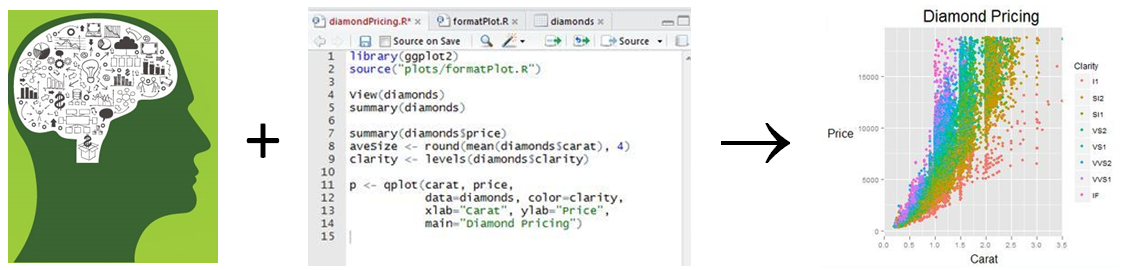 diamondPricing.R* × formatPlot.R × diamonds ×
Source on Save Source
1 library(ggplot2)
2 source("plots/formatPlot.R")
3
4 View(diamonds)
5 summary(diamonds)
6
7 summary(diamonds$price)
8 aveSize <- round(mean(diamonds$carat), 4)
9 clarity <- levels(diamonds$clarity)
10
11 p <- qplot(carat, price,
12 data=diamonds, color=clarity,
13 xlab="Carat", ylab="Price",
14 main="Diamond Pricing")
15
+
Diamond Pricing
Price
15000
10000
5000
0
0.0 0.5 1.0 1.5 2.0 2.5 3.0 3.5
Carat
Clarity
I1
SI2
SI1
VS2
VS1
VVS2
VVS1
IF